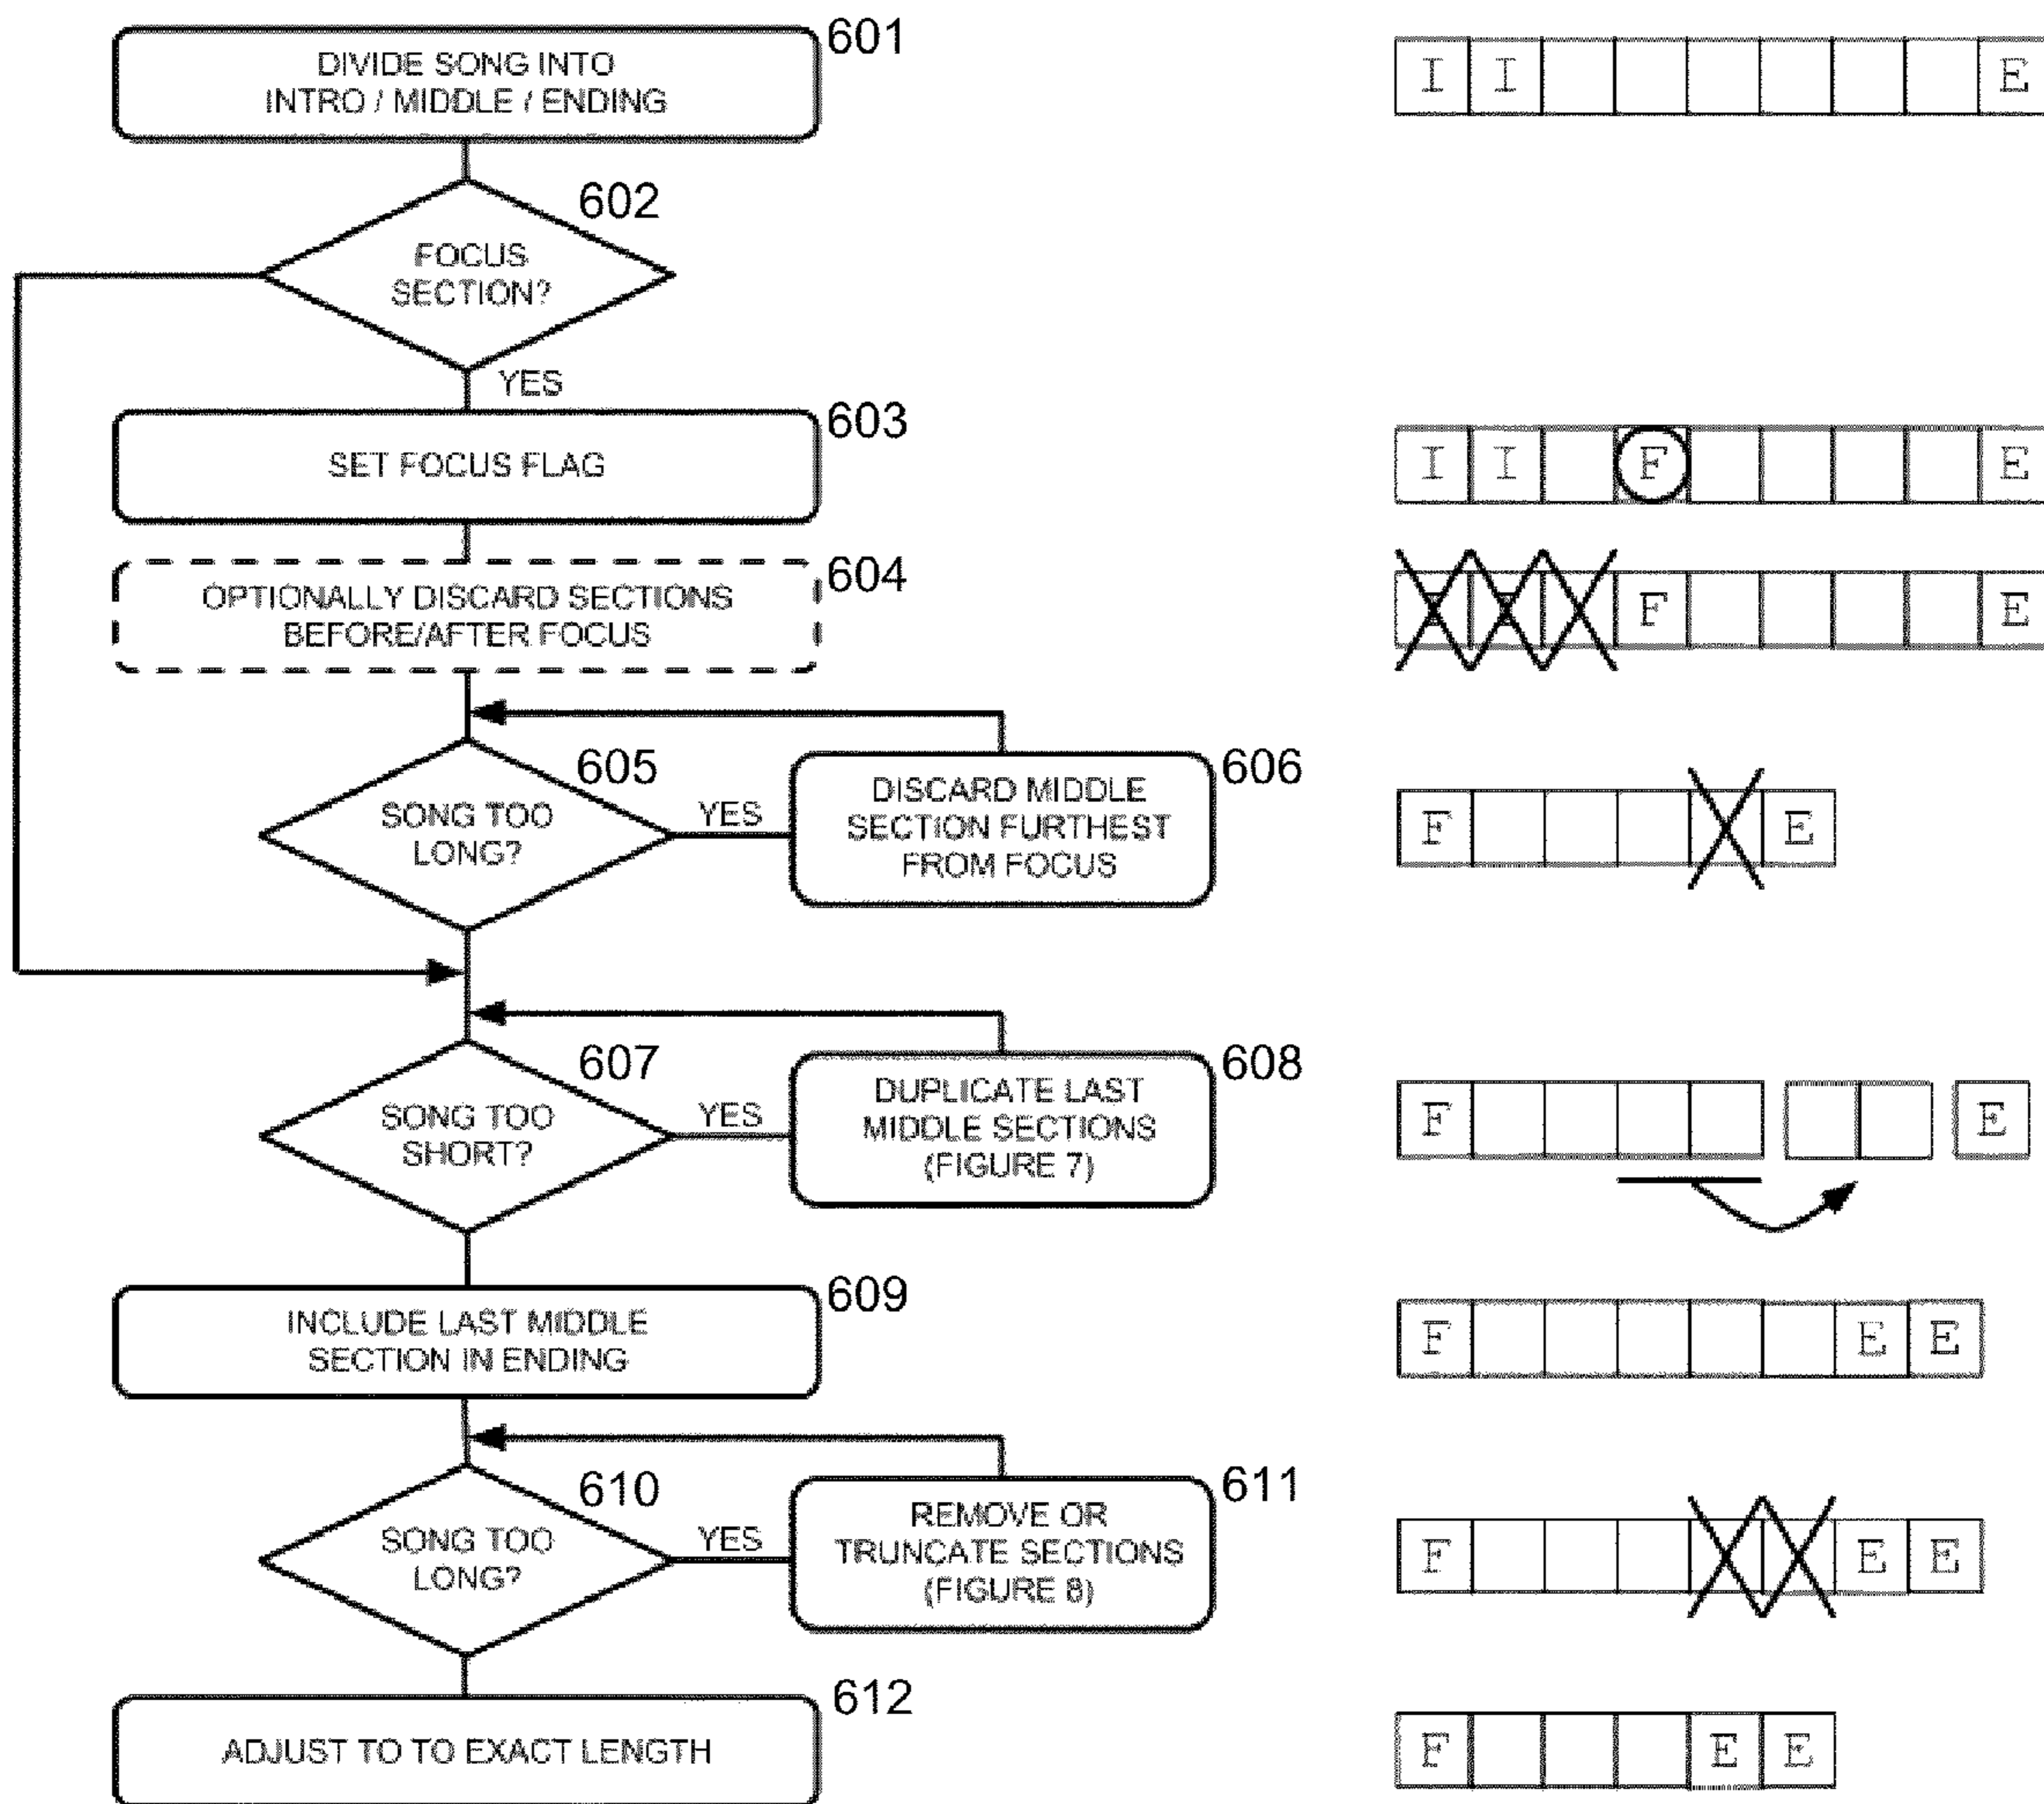 601
DIVIDE SONG INTO
INTRO / MIDDLE / ENDING
I I E
602
FOCUS
SECTION?
YES
603
SET FOCUS FLAG
I I F E
604
OPTIONALLY DISCARD SECTIONS
BEFORE/AFTER FOCUS
F E
605
SONG TOO
LONG?
YES
606
DISCARD MIDDLE
SECTION FURTHEST
FROM FOCUS
F E
607
SONG TOO
SHORT?
YES
608
DUPLICATE LAST
MIDDLE SECTIONS
(FIGURE 7)
F E
609
INCLUDE LAST MIDDLE
SECTION IN ENDING
F E E
610
SONG TOO
LONG?
YES
611
REMOVE OR
TRUNCATE SECTIONS
(FIGURE 8)
F E E
612
ADJUST TO TO EXACT LENGTH
F E E